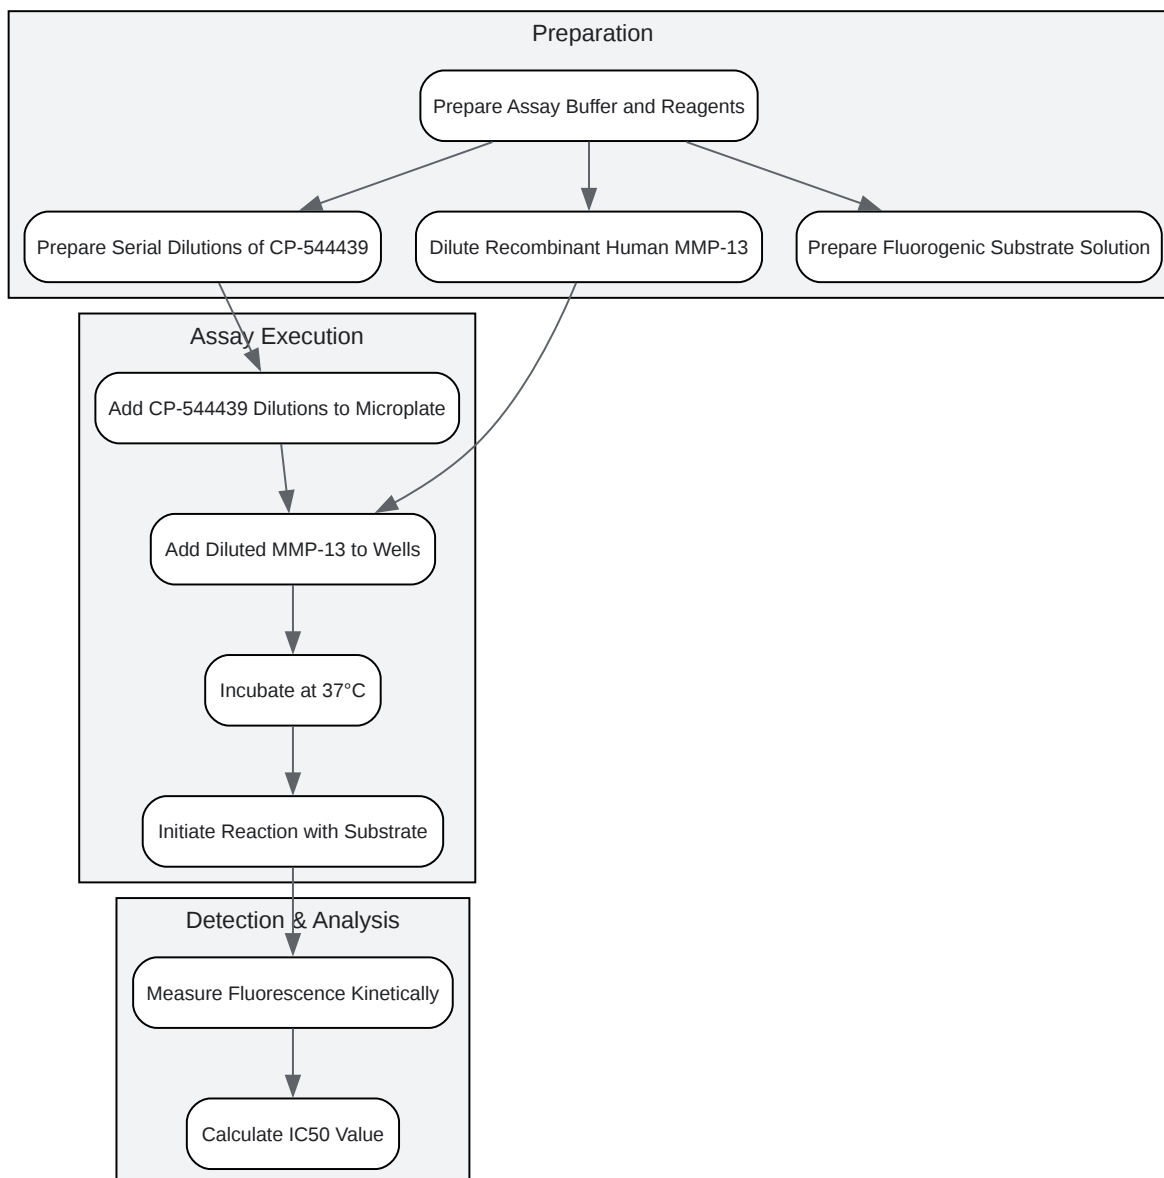 Preparation
Prepare Assay Buffer and Reagents
Prepare Serial Dilutions of CP-544439
Dilute Recombinant Human MMP-13
Prepare Fluorogenic Substrate Solution
Assay Execution
Add CP-544439 Dilutions to Microplate
Add Diluted MMP-13 to Wells
Incubate at 37°C
Initiate Reaction with Substrate
Detection & Analysis
Measure Fluorescence Kinetically
Calculate IC50 Value